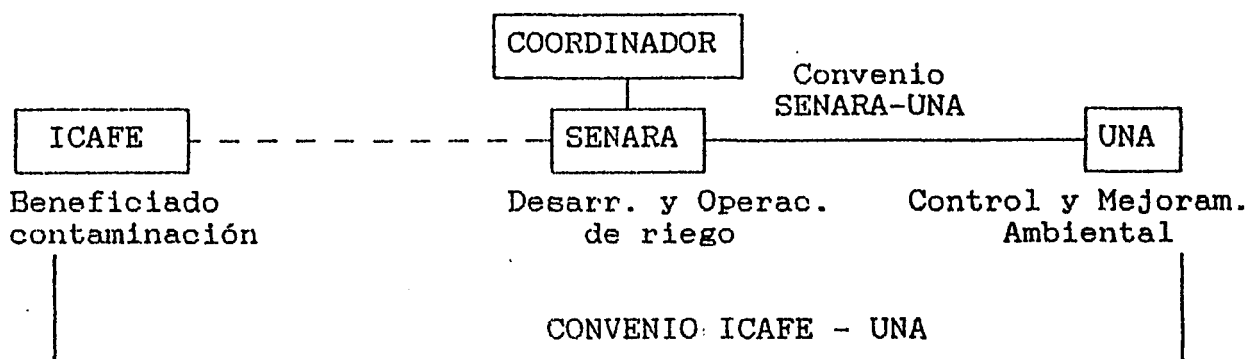 COORDINADOR
Convenio
SENARA-UNA
ICAFE
SENARA
UNA
Beneficiado
contaminación
Desarr. y Operac.
de riego
Control y Mejoram.
Ambiental
CONVENIO ICAFE - UNA